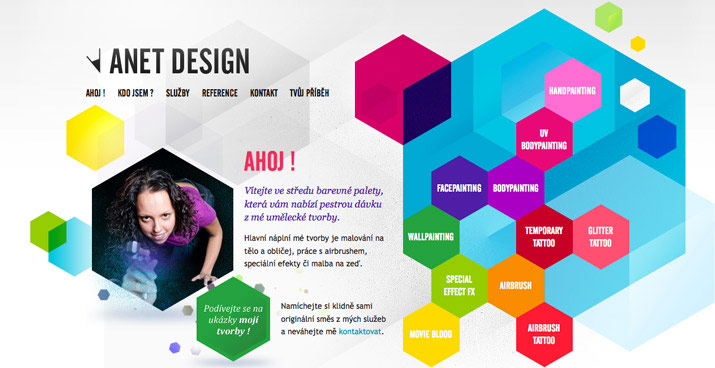 ANET DESIGN
AHOJ ! KDO JSEM ? SLUŽBY REFERENCE KONTAKT TVŮJ PŘÍBĚH
AHOJ !
Vítejte ve středu barevné palety,
která vám nabízí pestrou dávku
z mé umělecké tvorby.
Hlavní náplní mé tvorby je malování na
tělo a obličej, práce s airbrushem,
speciální efekty či malba na zeď.
Podívejte se na
ukázky mojí
tvorby !
Namíchejte si klidně sami
originální směs z mých služeb
a neváhejte mě kontaktovat.
HANDPAINTING
UV
BODYPAINTING
FACEPAINTING
BODYPAINTING
WALLPAINTING
TEMPORARY
TATTOO
GLITTER
TATTOO
SPECIAL
EFFECT FX
AIRBRUSH
MOVIE BLOOD
AIRBRUSH
TATTOO